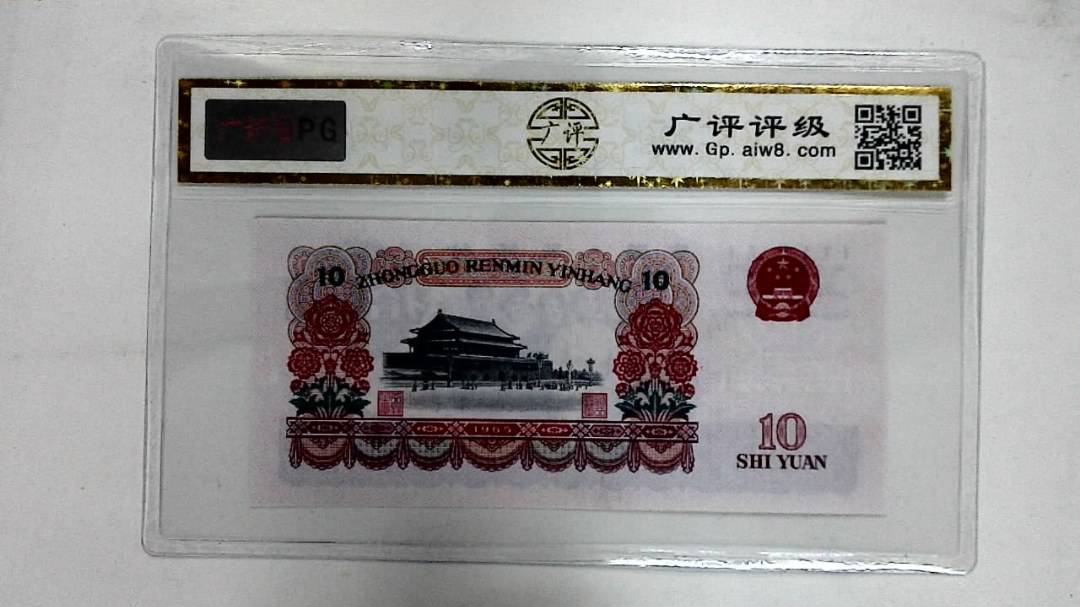 PG
广评
广评评级
www. Gp. aiw8. com
10 ZHONGGUO RENMIN YINHANG 10
1965
10
SHI YUAN